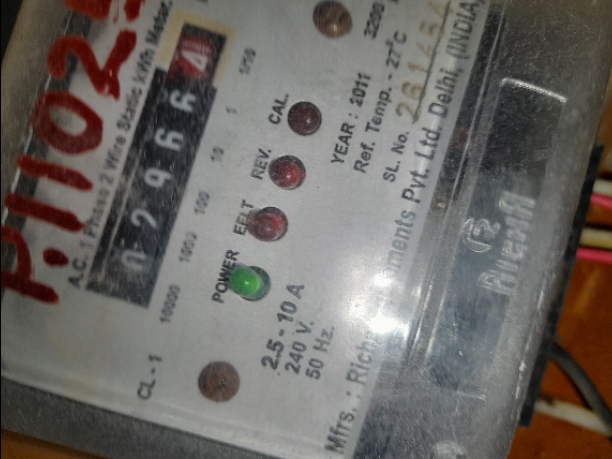 P.11102
A.C. 1 Phase 2 Wire Static kWh Meter
0 2 9 6 6 4
10000 1000 100 10 1 1/10
POWER EELT REV. CAL.
CL - 1
2.5 - 10 A
240 V.
50 Hz.
3200
YEAR : 2011
Ref. Temp. - 27°C
SL. No.
Mfrs. : Rich ments Pvt. Ltd. Delhi, (INDIA)